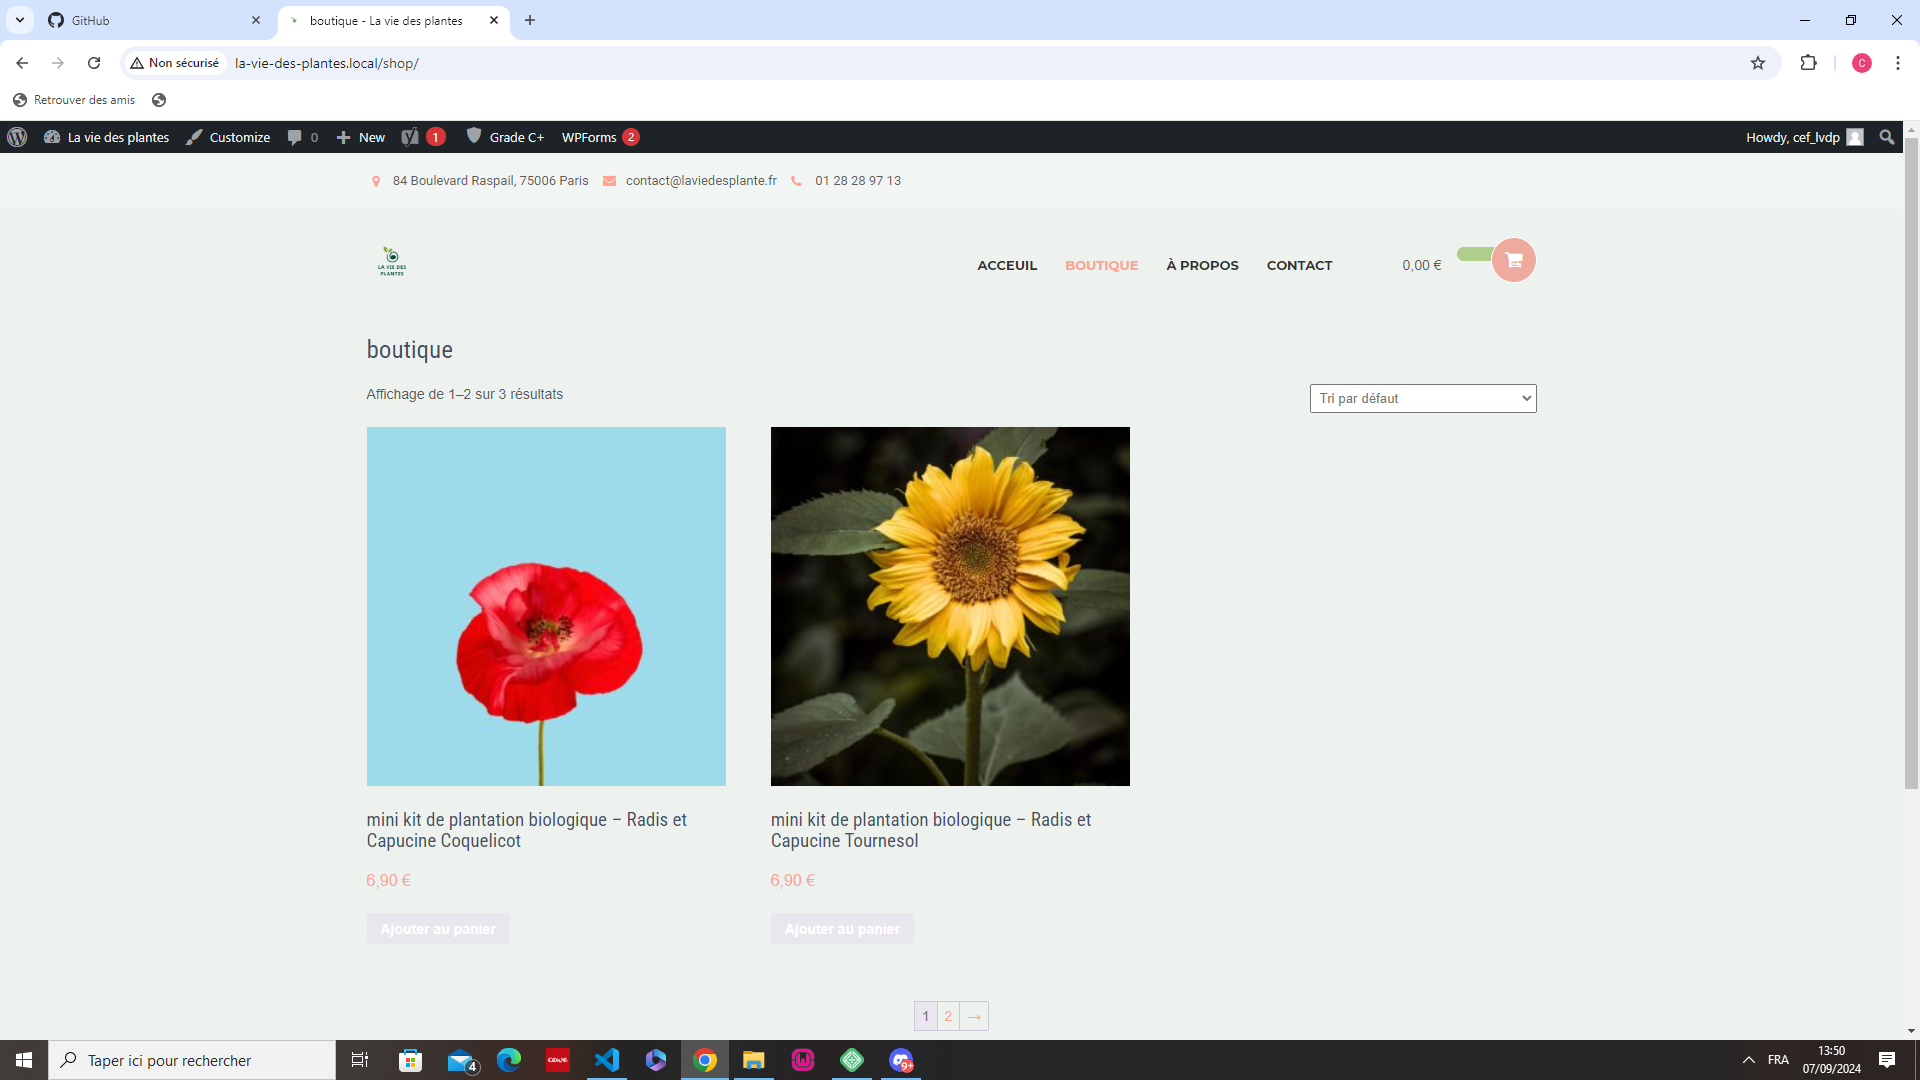 GitHub
boutique - La vie des plantes
Non sécurisé
la-vie-des-plantes.local/shop/
C
Retrouver des amis
La vie des plantes
Customize
0
New
1
Grade C+
WPForms 2
Howdy, cef_lvdp
84 Boulevard Raspail, 75006 Paris
contact@laviedesplante.fr
01 28 28 97 13
LA VIE DES
PLANTES
ACCEUIL
BOUTIQUE
À PROPOS
CONTACT
0,00 €
boutique
Affichage de 1–2 sur 3 résultats
Tri par défaut
mini kit de plantation biologique – Radis et
Capucine Coquelicot
6,90 €
Ajouter au panier
mini kit de plantation biologique – Radis et
Capucine Tournesol
6,90 €
Ajouter au panier
1 2 →
Taper ici pour rechercher
4
9+
FRA
13:50
07/09/2024